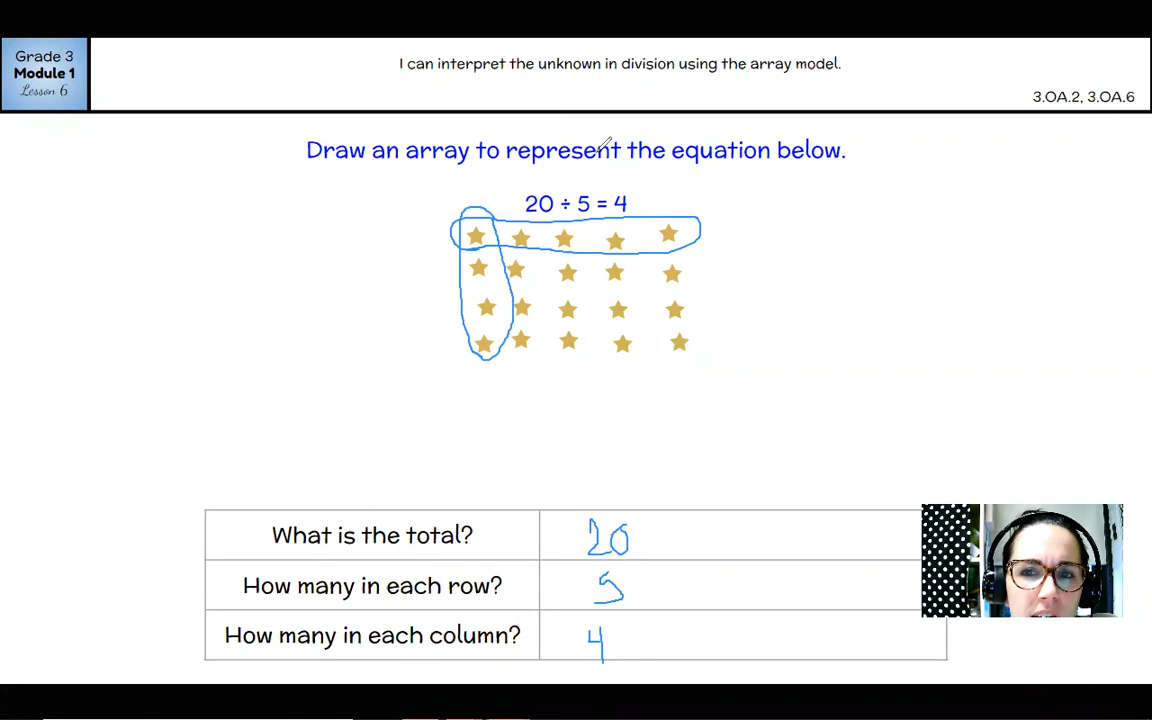 Grade 3
Module 1
Lesson 6
I can interpret the unknown in division using the array model.
3.OA.2, 3.OA.6
Draw an array to represent the equation below.
20 ÷ 5 = 4
What is the total? 20
How many in each row? 5
How many in each column? 4